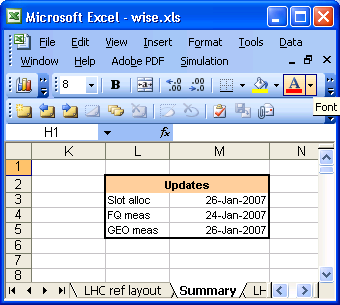 Microsoft Excel - wise.xls
File Edit View Insert Format Tools Data
Window Help Adobe PDF Simulation
8 B A
Font
H1 fx
K L M N
1
2 Updates
3 Slot alloc 26-Jan-2007
4 FQ meas 24-Jan-2007
5 GEO meas 26-Jan-2007
6
7
8
LHC ref layout Summary LH